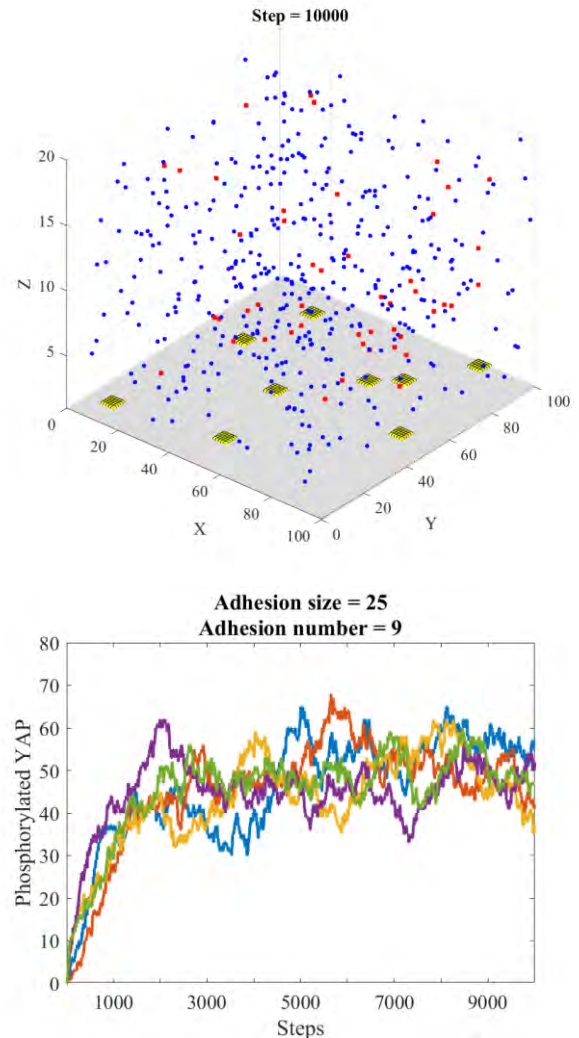 Step = 10000
20
15
10
5
Z
0
20
40
60
80
100
X
0
20
40
60
80
100
Y
Adhesion size = 25
Adhesion number = 9
80
70
60
50
40
30
20
10
0
Phosphorylated YAP
1000 3000 5000 7000 9000
Steps